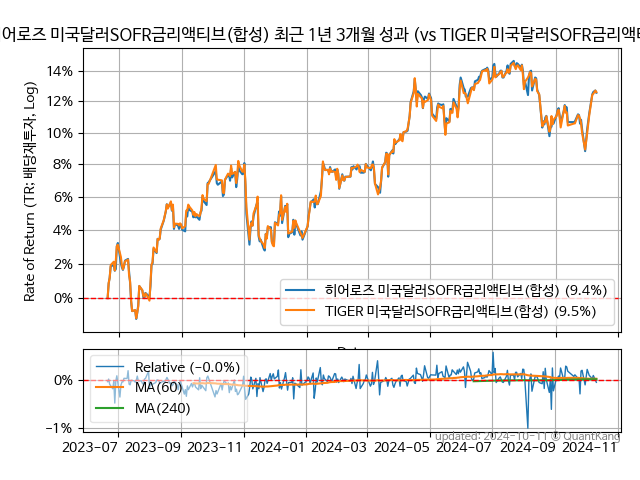 어로즈 미국달러SOFR금리액티브(합성) 최근 1년 3개월 성과 (vs TIGER 미국달러SOFR금리액티
Rate of Return (TR: 배당재투자, Log)
14%
12%
10%
8%
6%
4%
2%
0%
히어로즈 미국달러SOFR금리액티브(합성) (9.4%)
TIGER 미국달러SOFR금리액티브(합성) (9.5%)
0%
-1%
Relative (-0.0%)
MA(60)
MA(240)
2023-07 2023-09 2023-11 2024-01 2024-03 2024-05 2024-07 2024-09 2024-11
updated: 2024-10-11 © QuantKang